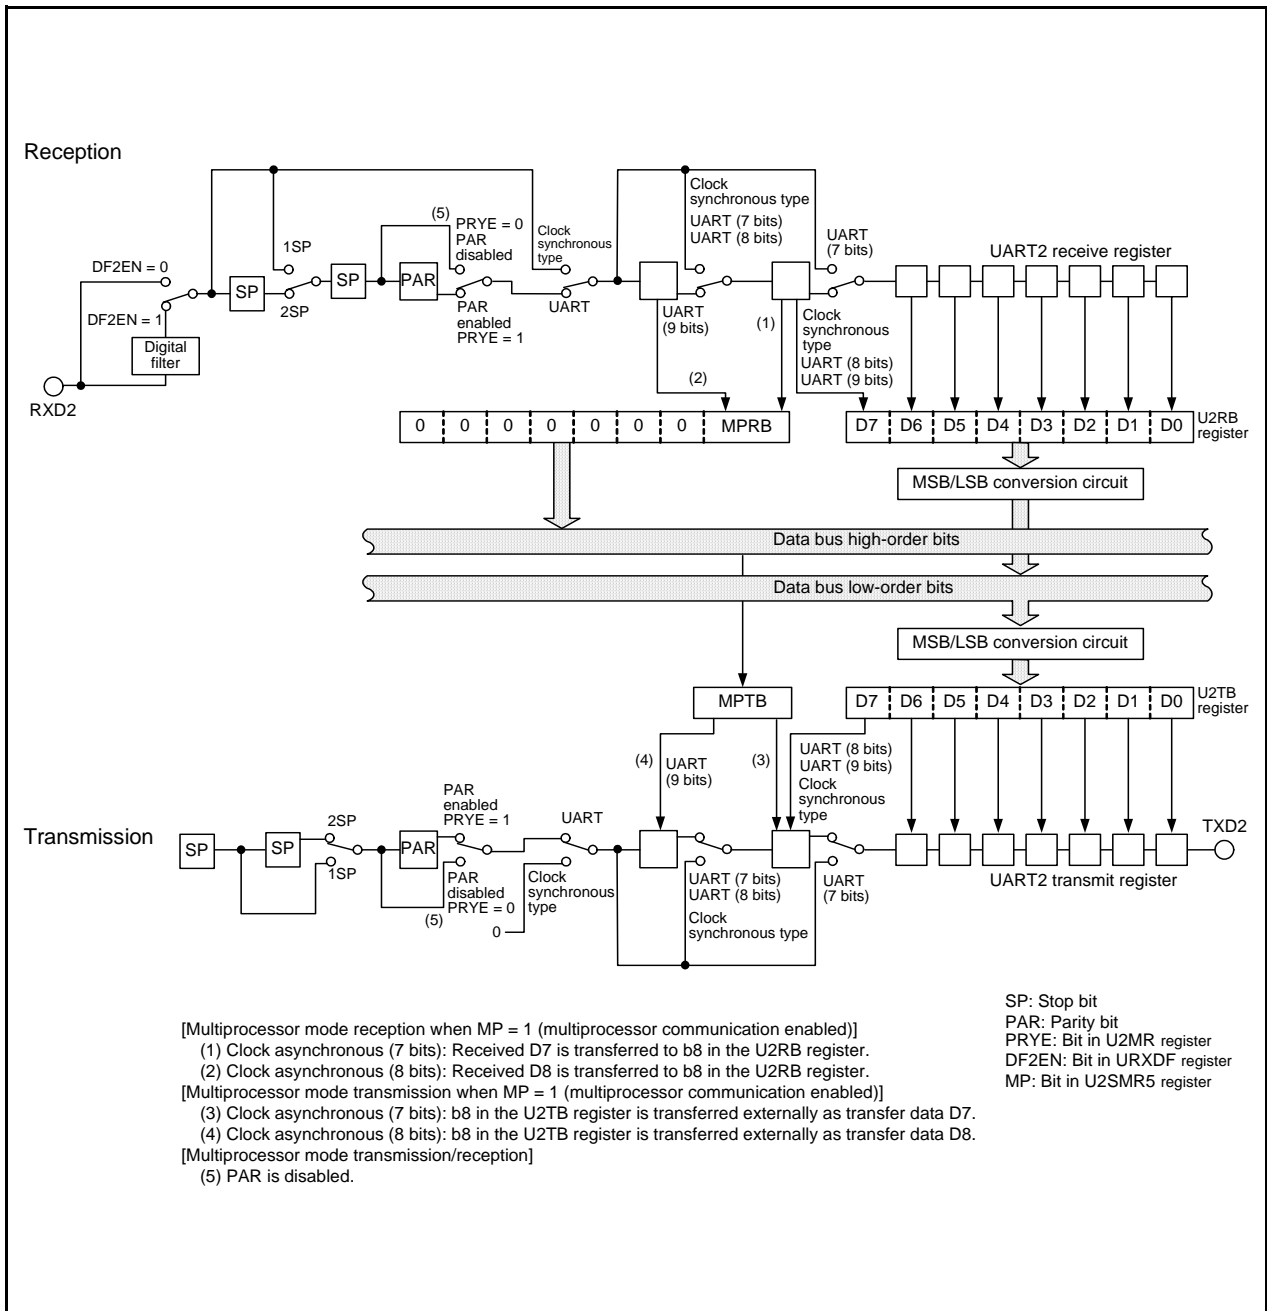 Reception
(5)
PRYE = 0
PAR
disabled
Clock
synchronous
type
Clock
synchronous type
UART (7 bits)
UART (8 bits)
UART
(7 bits)
UART2 receive register
1SP
DF2EN = 0
SP
2SP
SP
PAR
PAR
enabled
PRYE = 1
UART
UART
(9 bits)
(1)
Clock
synchronous
type
UART (8 bits)
UART (9 bits)
DF2EN = 1
Digital
filter
RXD2
(2)
0 0 0 0 0 0 0 MPRB
D7 D6 D5 D4 D3 D2 D1 D0
U2RB
register
MSB/LSB conversion circuit
Data bus high-order bits
Data bus low-order bits
MSB/LSB conversion circuit
MPTB
D7 D6 D5 D4 D3 D2 D1 D0
U2TB
register
(4)
UART
(9 bits)
(3)
UART (8 bits)
UART (9 bits)
Clock
synchronous
type
Transmission
SP
SP
2SP
1SP
PAR
PAR
enabled
PRYE = 1
UART
PAR
disabled
PRYE = 0
(5)
Clock
synchronous
type
0
UART (7 bits)
UART (8 bits)
Clock
synchronous type
UART
(7 bits)
TXD2
UART2 transmit register
SP: Stop bit
PAR: Parity bit
PRYE: Bit in U2MR register
DF2EN: Bit in URXDF register
MP: Bit in U2SMR5 register
[Multiprocessor mode reception when MP = 1 (multiprocessor communication enabled)]
(1) Clock asynchronous (7 bits): Received D7 is transferred to b8 in the U2RB register.
(2) Clock asynchronous (8 bits): Received D8 is transferred to b8 in the U2RB register.
[Multiprocessor mode transmission when MP = 1 (multiprocessor communication enabled)]
(3) Clock asynchronous (7 bits): b8 in the U2TB register is transferred externally as transfer data D7.
(4) Clock asynchronous (8 bits): b8 in the U2TB register is transferred externally as transfer data D8.
[Multiprocessor mode transmission/reception]
(5) PAR is disabled.